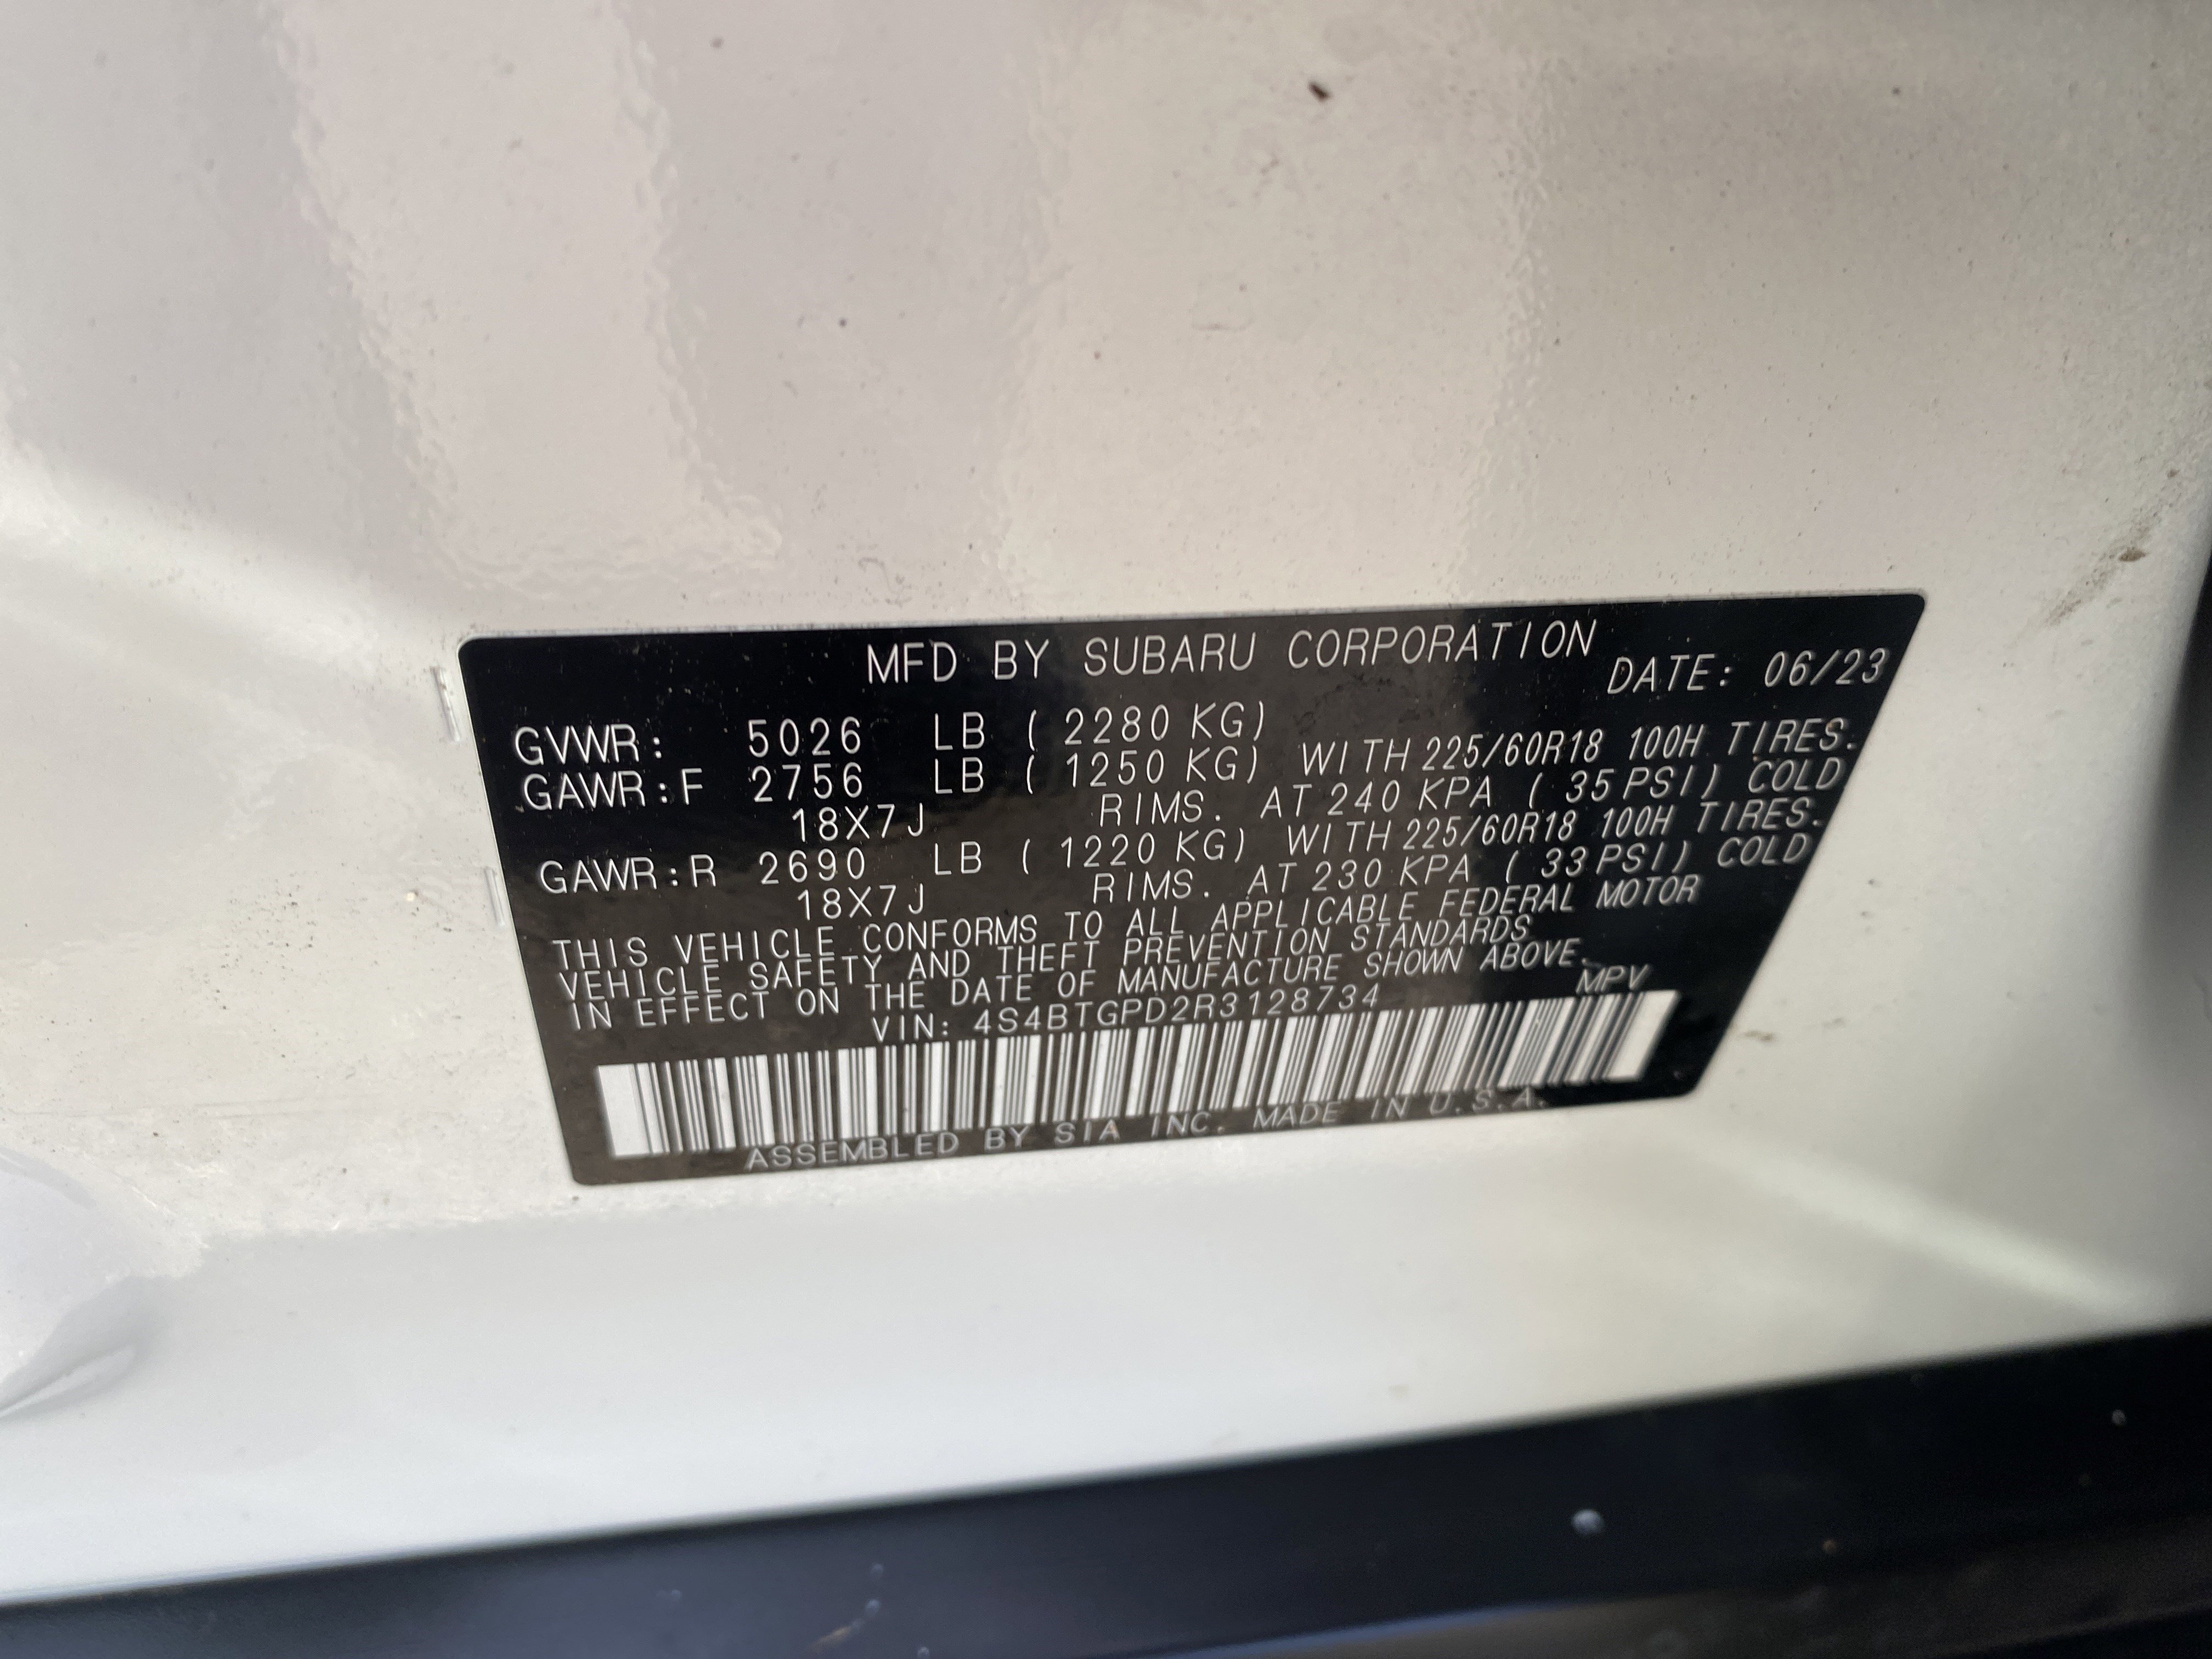 MFD BY SUBARU CORPORATION
DATE: 06/23
GVWR: 5026 LB ( 2280 KG)
GAWR:F 2756 LB ( 1250 KG) WITH 225/60R18 100H TIRES.
18X7J RIMS. AT 240 KPA ( 35 PSI) COLD
GAWR:R 2690 LB ( 1220 KG) WITH 225/60R18 100H TIRES.
18X7J RIMS. AT 230 KPA ( 33 PSI) COLD
THIS VEHICLE CONFORMS TO ALL APPLICABLE FEDERAL MOTOR
VEHICLE SAFETY AND THEFT PREVENTION STANDARDS
IN EFFECT ON THE DATE OF MANUFACTURE SHOWN ABOVE.
VIN: 4S4BTGPD2R3128734 MPV
ASSEMBLED BY SIA INC. MADE IN U.S.A.